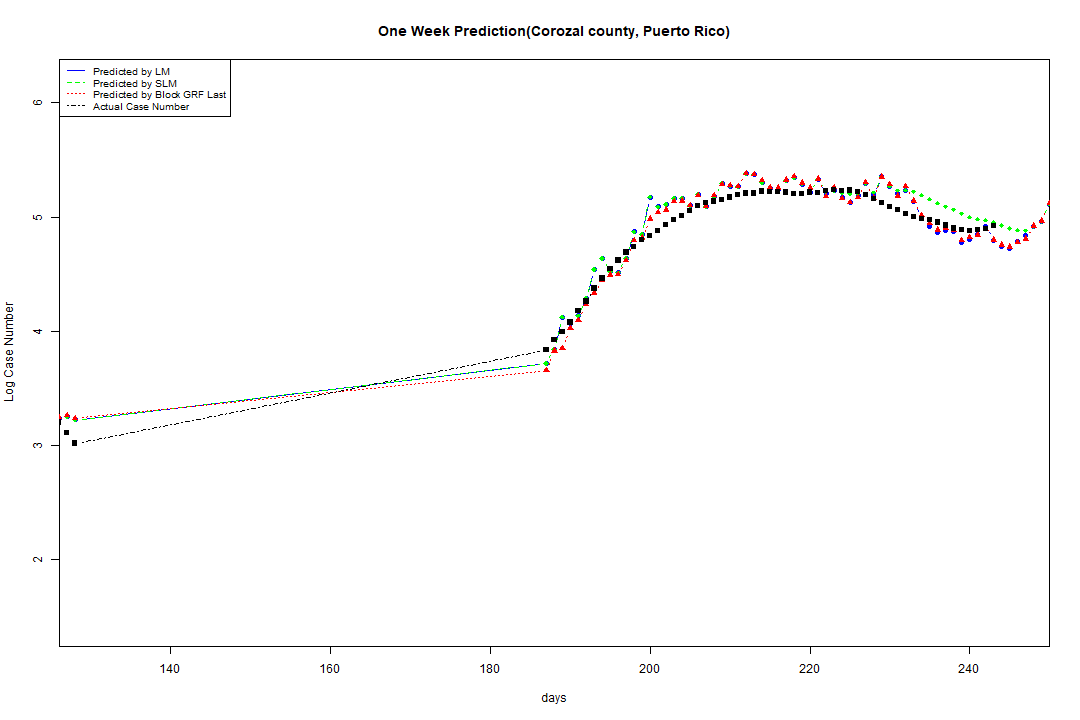 One Week Prediction(Corozal county, Puerto Rico)
Predicted by LM
Predicted by SLM
Predicted by Block GRF Last
Actual Case Number
6
5
4
3
2
Log Case Number
140 160 180 200 220 240
days